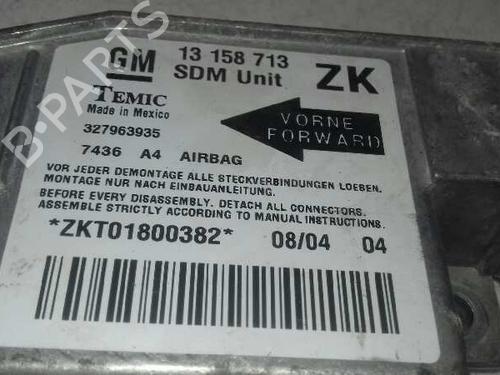 GM 13 158 713 ZK
SDM Unit
TEMIC
Made in Mexico
327963935
VORNE
FORWARD
7436 A4 AIRBAG
VOR JEDER DEMONTAGE ALLE STECKVERBINDUNGEN LOEBEN.
MONTAGE NUR NACH EINBAUANLEITUNG.
BEFORE EVERY DISASSEMBLY. DETACH ALL CONNECTORS.
ASSEMBLE STRICTLY ACCORDING TO MANUAL INSTRUCTIONS.
*ZKT01800382* 08/04 04
B-PARTS